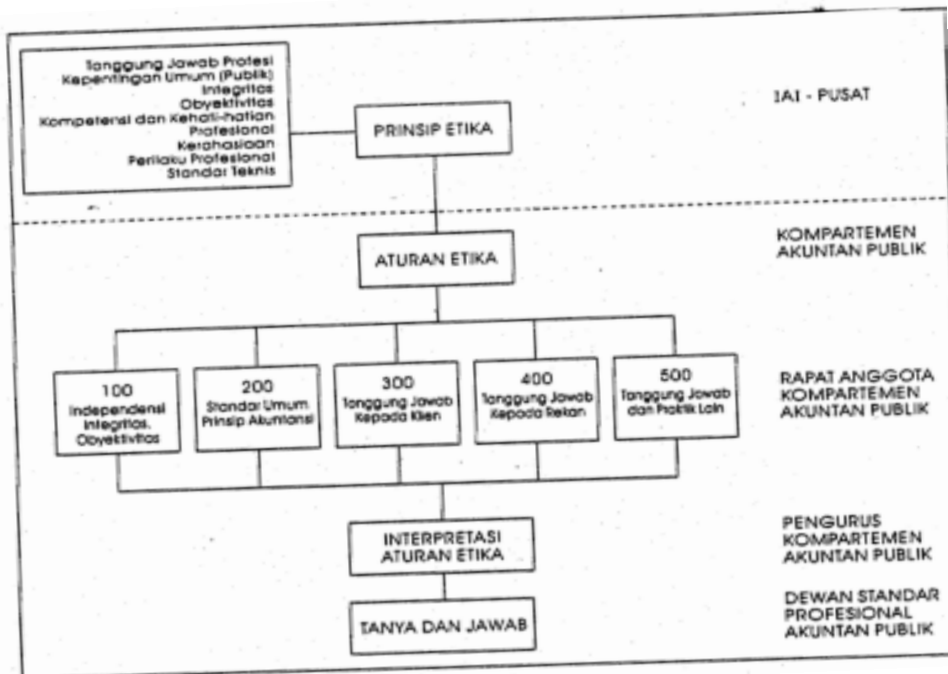 Tanggung Jawab Profesi
Kepentingan Umum (Publik)
Integritas
Obyektivitas
Kompetensi dan Kehati-hatian
Profesional
Kerahasiaan
Perilaku Profesional
Standar Teknis
PRINSIP ETIKA
IAI - PUSAT
ATURAN ETIKA
KOMPARTEMEN
AKUNTAN PUBLIK
100
Independensi
Integritas,
Obyektivitas
200
Standar Umum
Prinsip Akuntansi
300
Tanggung Jawab
Kepada Klien
400
Tanggung Jawab
Kepada Rekan
500
Tanggung Jawab
dan Praktik Lain
RAPAT ANGGOTA
KOMPARTEMEN
AKUNTAN PUBLIK
INTERPRETASI
ATURAN ETIKA
PENGURUS
KOMPARTEMEN
AKUNTAN PUBLIK
TANYA DAN JAWAB
DEWAN STANDAR
PROFESIONAL
AKUNTAN PUBLIK